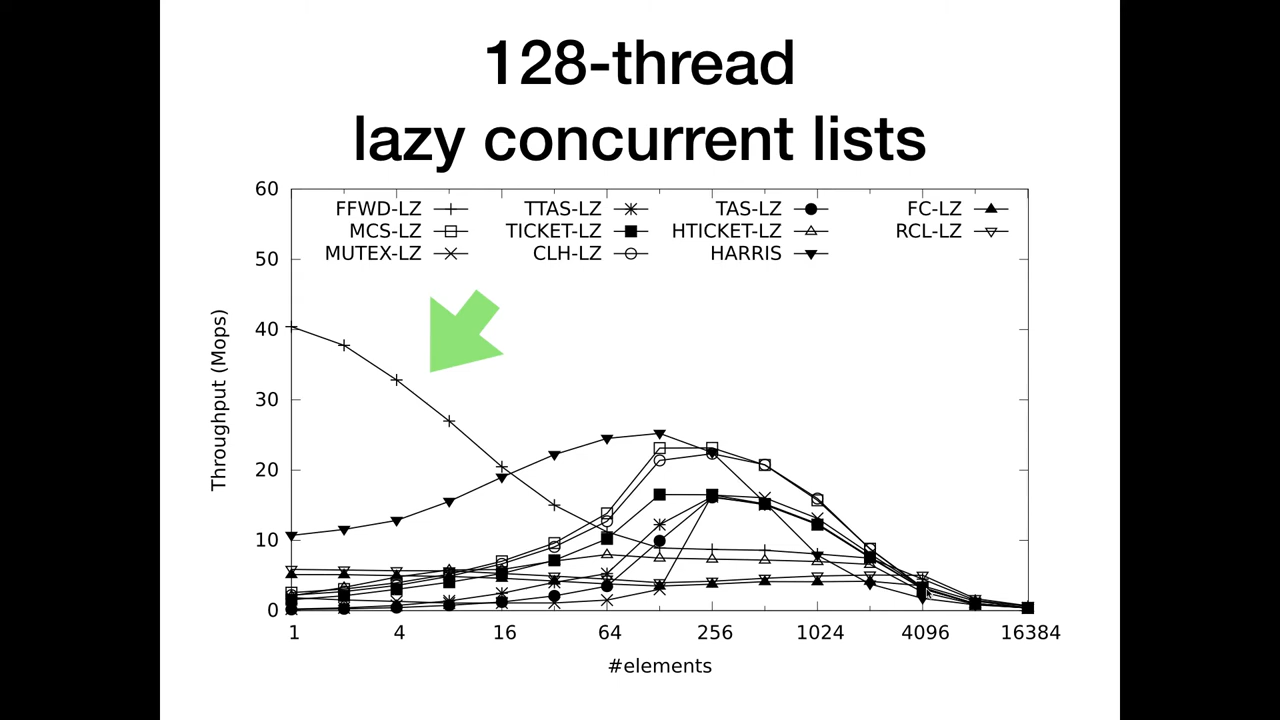 128-thread
lazy concurrent lists
60
50
40
30
20
10
0
Throughput (Mops)
FFWD-LZ TTAS-LZ TAS-LZ FC-LZ
MCS-LZ TICKET-LZ HTICKET-LZ RCL-LZ
MUTEX-LZ CLH-LZ HARRIS
1 4 16 64 256 1024 4096 16384
#elements